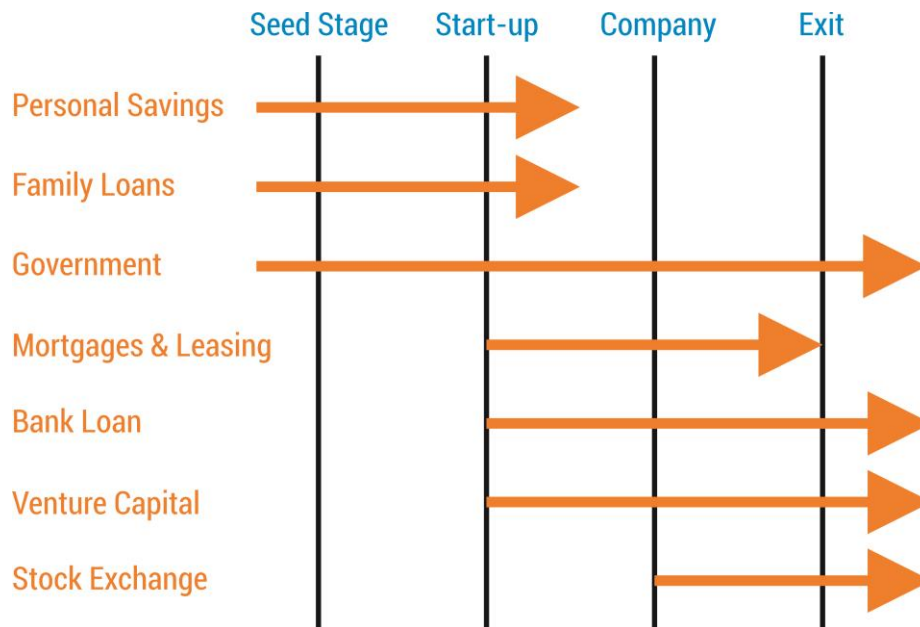 Seed Stage Start-up Company Exit
Personal Savings
Family Loans
Government
Mortgages & Leasing
Bank Loan
Venture Capital
Stock Exchange